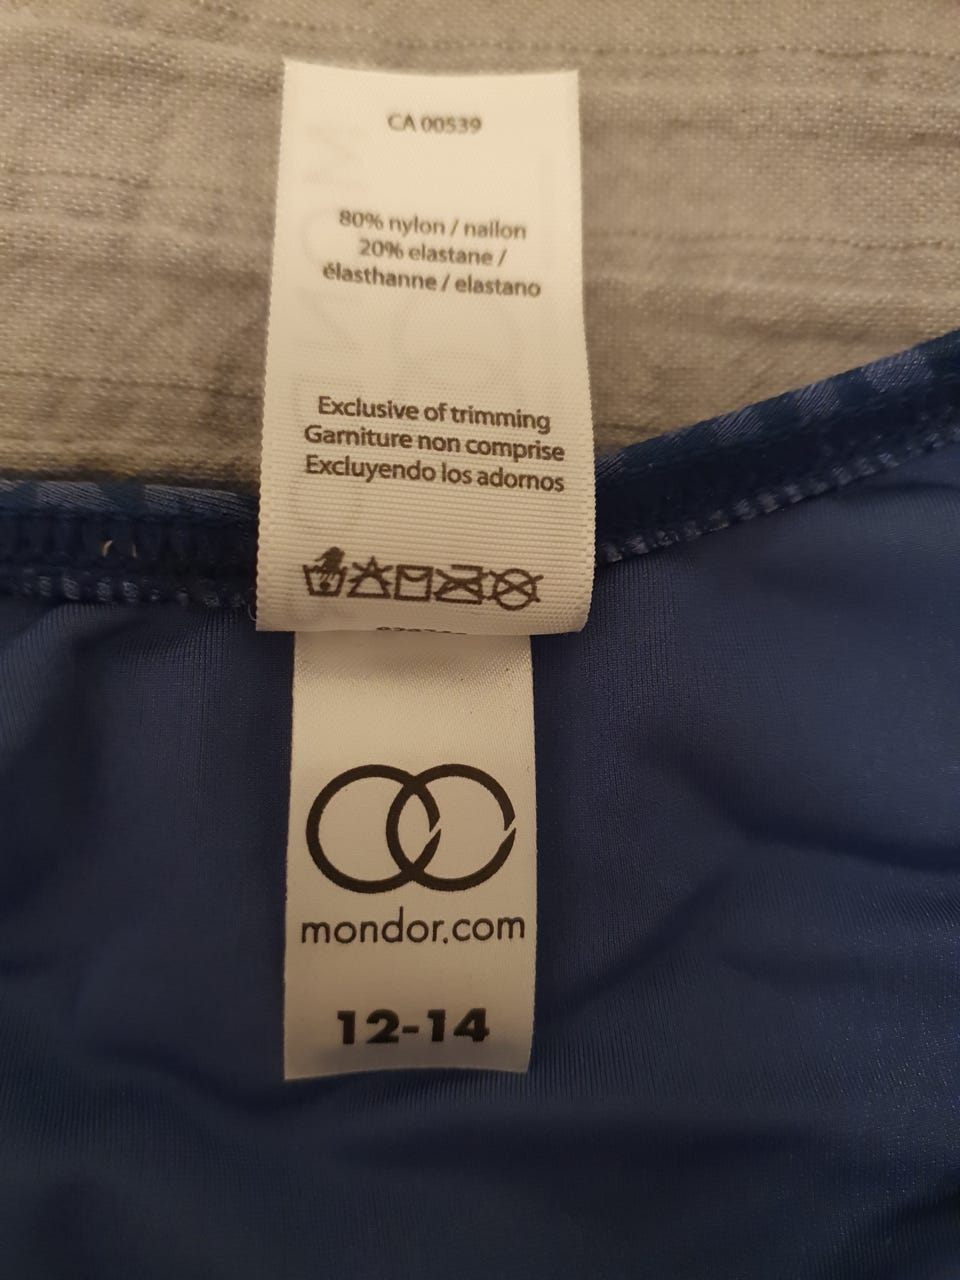 CA 00539
80% nylon / nailon
20% elastane /
élasthanne / elastano
Exclusive of trimming
Garniture non comprise
Excluyendo los adornos
mondor.com
12-14